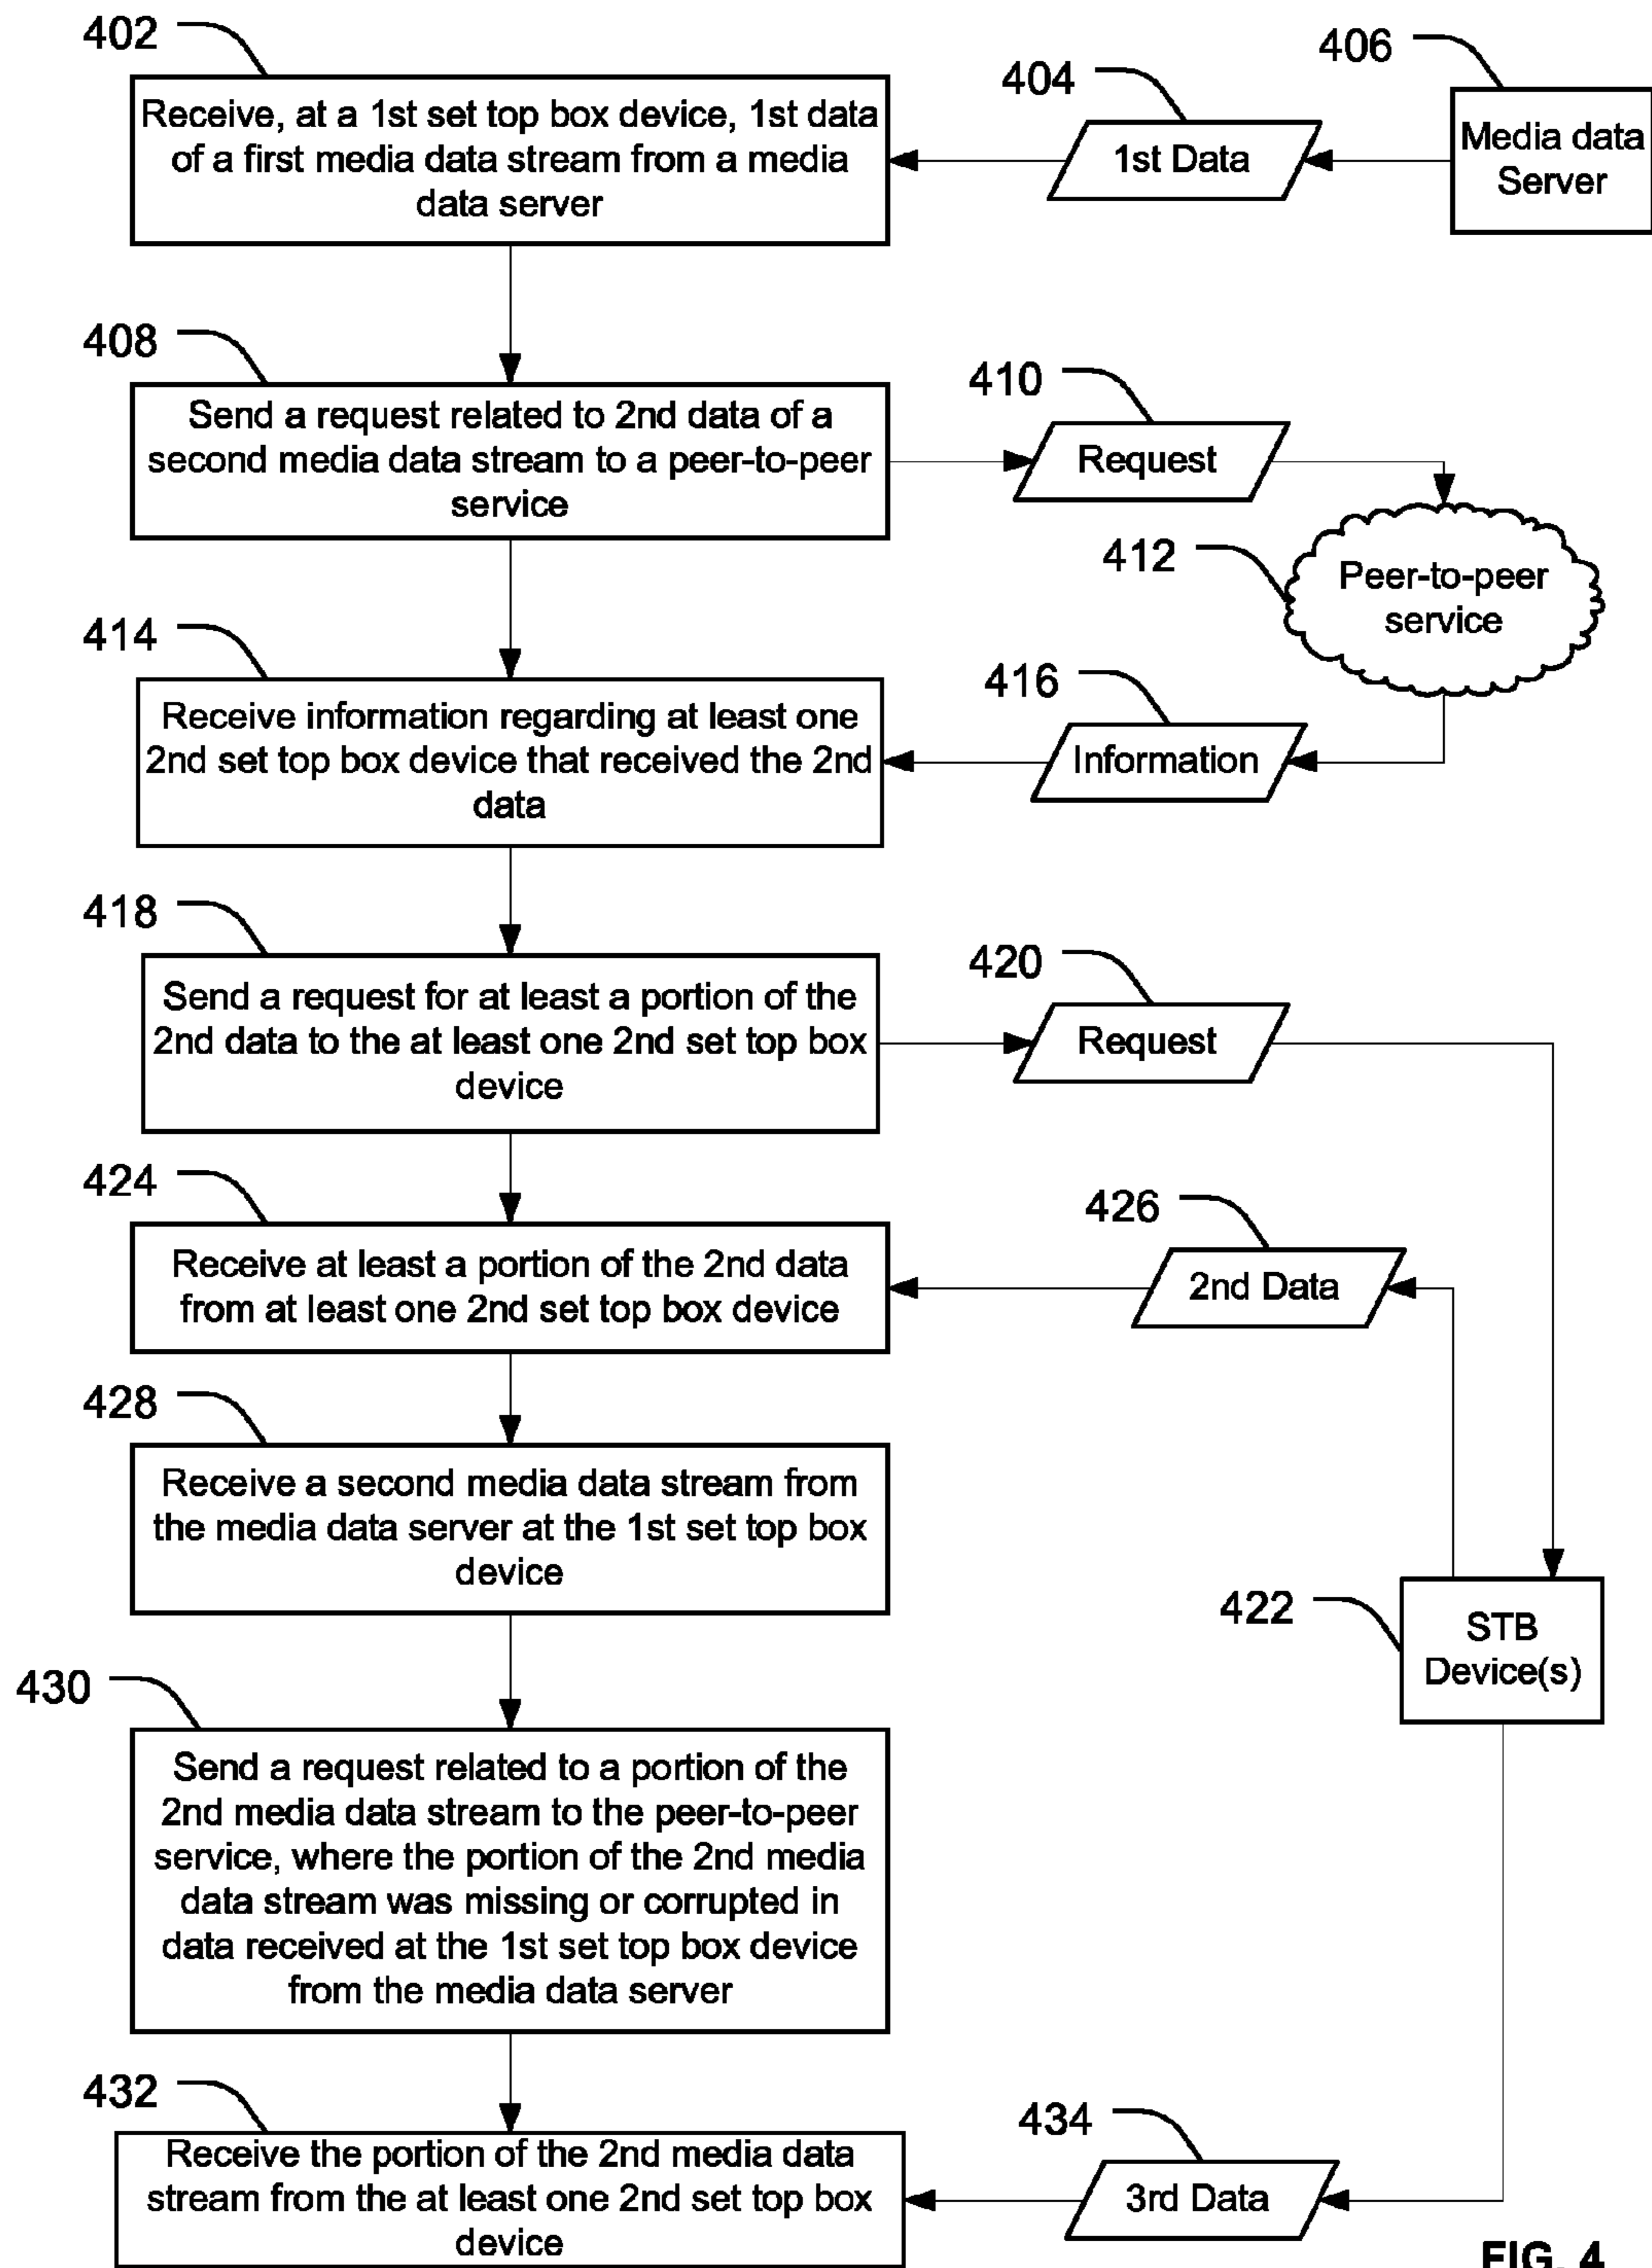 402
Receive, at a 1st set top box device, 1st data
of a first media data stream from a media
data server
404
1st Data
406
Media data
Server
408
Send a request related to 2nd data of a
second media data stream to a peer-to-peer
service
410
Request
412
Peer-to-peer
service
414
Receive information regarding at least one
2nd set top box device that received the 2nd
data
416
Information
418
Send a request for at least a portion of the
2nd data to the at least one 2nd set top box
device
420
Request
424
Receive at least a portion of the 2nd data
from at least one 2nd set top box device
426
2nd Data
428
Receive a second media data stream from
the media data server at the 1st set top box
device
422
STB
Device(s)
430
Send a request related to a portion of the
2nd media data stream to the peer-to-peer
service, where the portion of the 2nd media
data stream was missing or corrupted in
data received at the 1st set top box device
from the media data server
432
Receive the portion of the 2nd media data
stream from the at least one 2nd set top box
device
434
3rd Data
FIG. 4